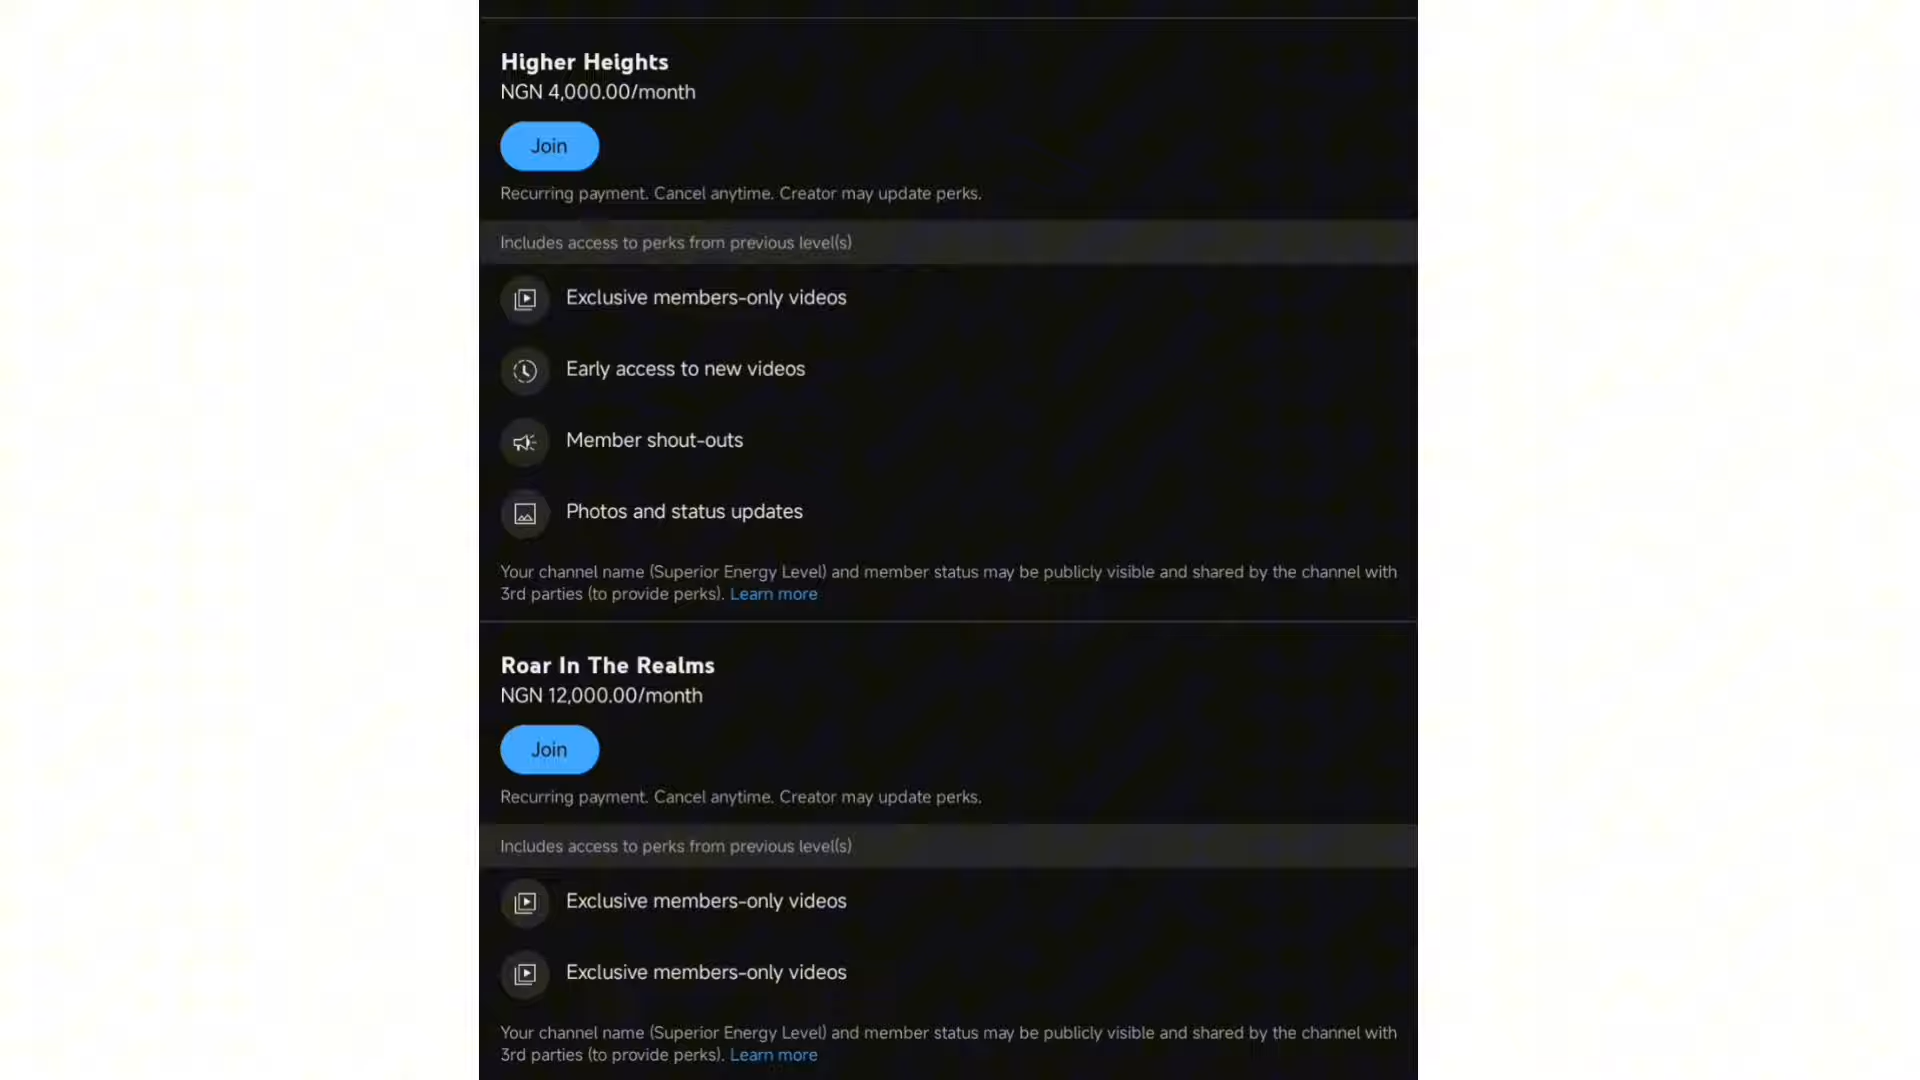 Higher Heights
NGN 4,000.00/month
Join
Recurring payment. Cancel anytime. Creator may update perks.
Includes access to perks from previous level(s)
Exclusive members-only videos
Early access to new videos
Member shout-outs
Photos and status updates
Your channel name (Superior Energy Level) and member status may be publicly visible and shared by the channel with
3rd parties (to provide perks). Learn more
Roar In The Realms
NGN 12,000.00/month
Join
Recurring payment. Cancel anytime. Creator may update perks.
Includes access to perks from previous level(s)
Exclusive members-only videos
Exclusive members-only videos
Your channel name (Superior Energy Level) and member status may be publicly visible and shared by the channel with
3rd parties (to provide perks). Learn more